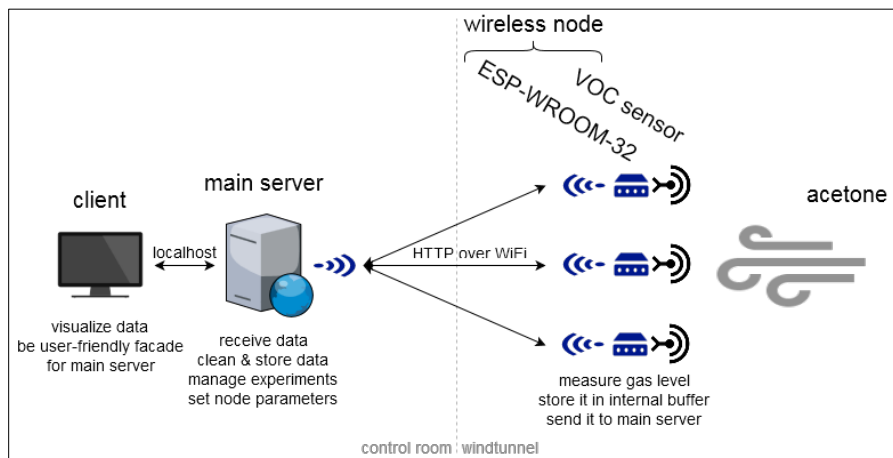 wireless node
ESP-WROOM-32
VOC sensor
client
main server
acetone
localhost
HTTP over WiFi
visualize data
be user-friendly facade
for main server
receive data
clean & store data
manage experiments
set node parameters
measure gas level
store it in internal buffer
send it to main server
control room
windtunnel